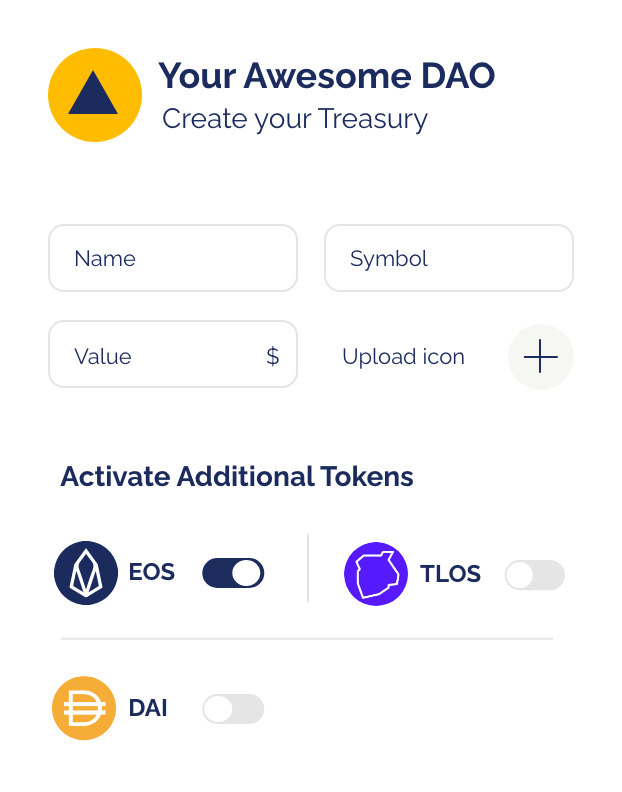 Your Awesome DAO
Create your Treasury
Name
Symbol
Value
$
Upload icon
Activate Additional Tokens
EOS
TLOS
DAI